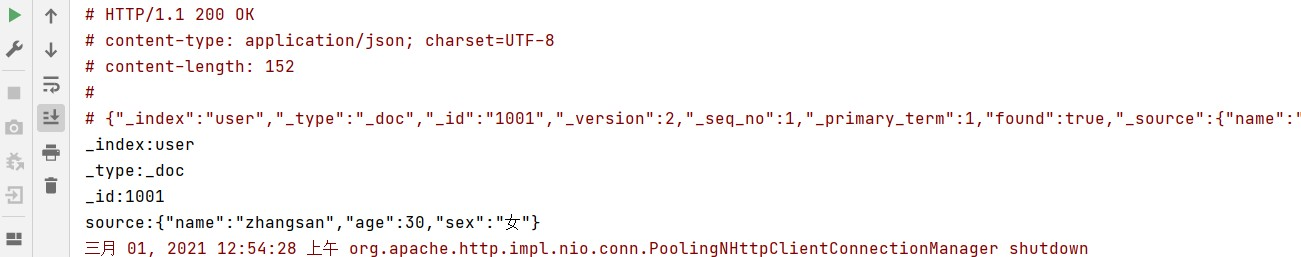 # HTTP/1.1 200 OK
# content-type: application/json; charset=UTF-8
# content-length: 152
#
# {"_index":"user","_type":"_doc","_id":"1001","_version":2,"_seq_no":1,"_primary_term":1,"found":true,"_source":{"name":"
_index:user
_type:_doc
_id:1001
source:{"name":"zhangsan","age":30,"sex":"女"}
三月 01, 2021 12:54:28 上午 org.apache.http.impl.nio.conn.PoolingNHttpClientConnectionManager shutdown